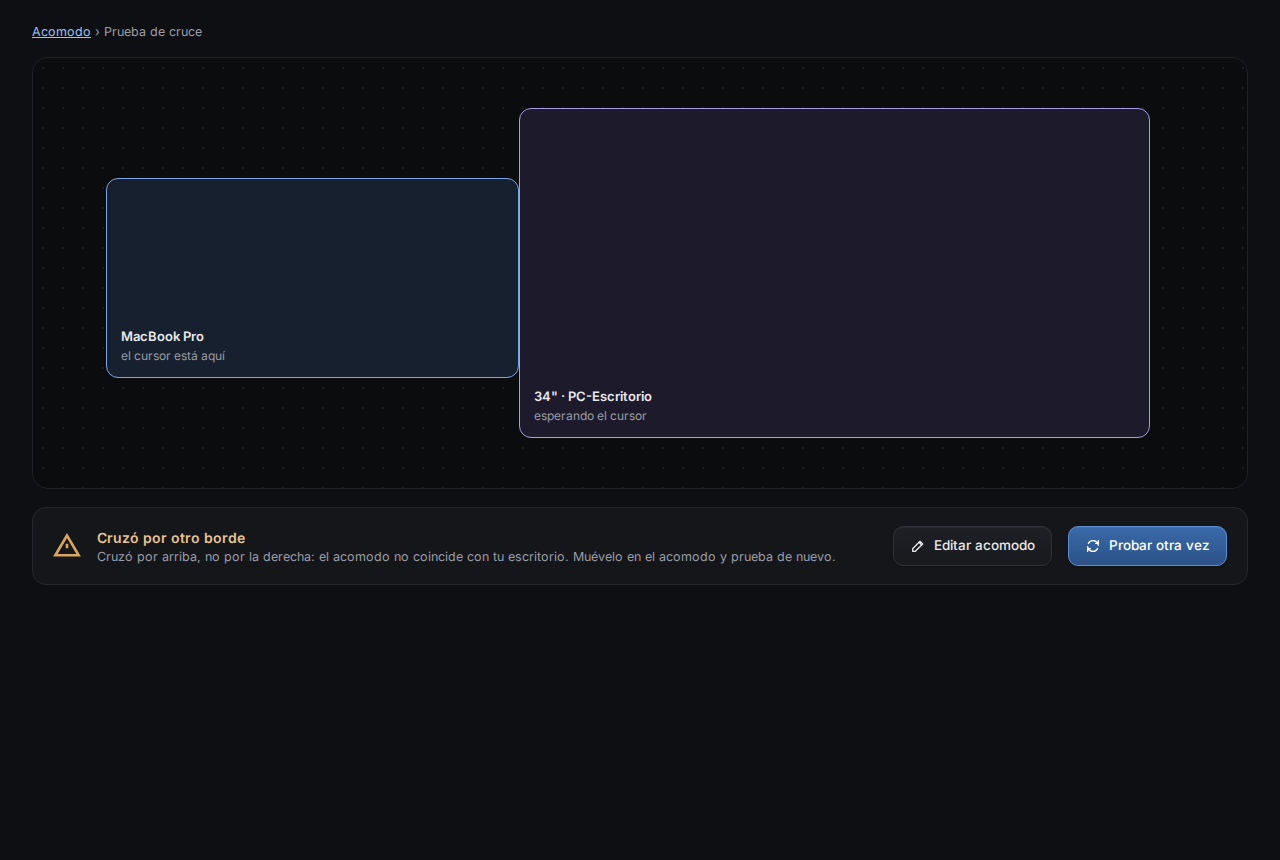 Acomodo › Prueba de cruce
MacBook Pro
el cursor está aquí
34" · PC-Escritorio
esperando el cursor
Cruzó por otro borde
Cruzó por arriba, no por la derecha: el acomodo no coincide con tu escritorio. Muévelo en el acomodo y prueba de nuevo.
Editar acomodo
Probar otra vez